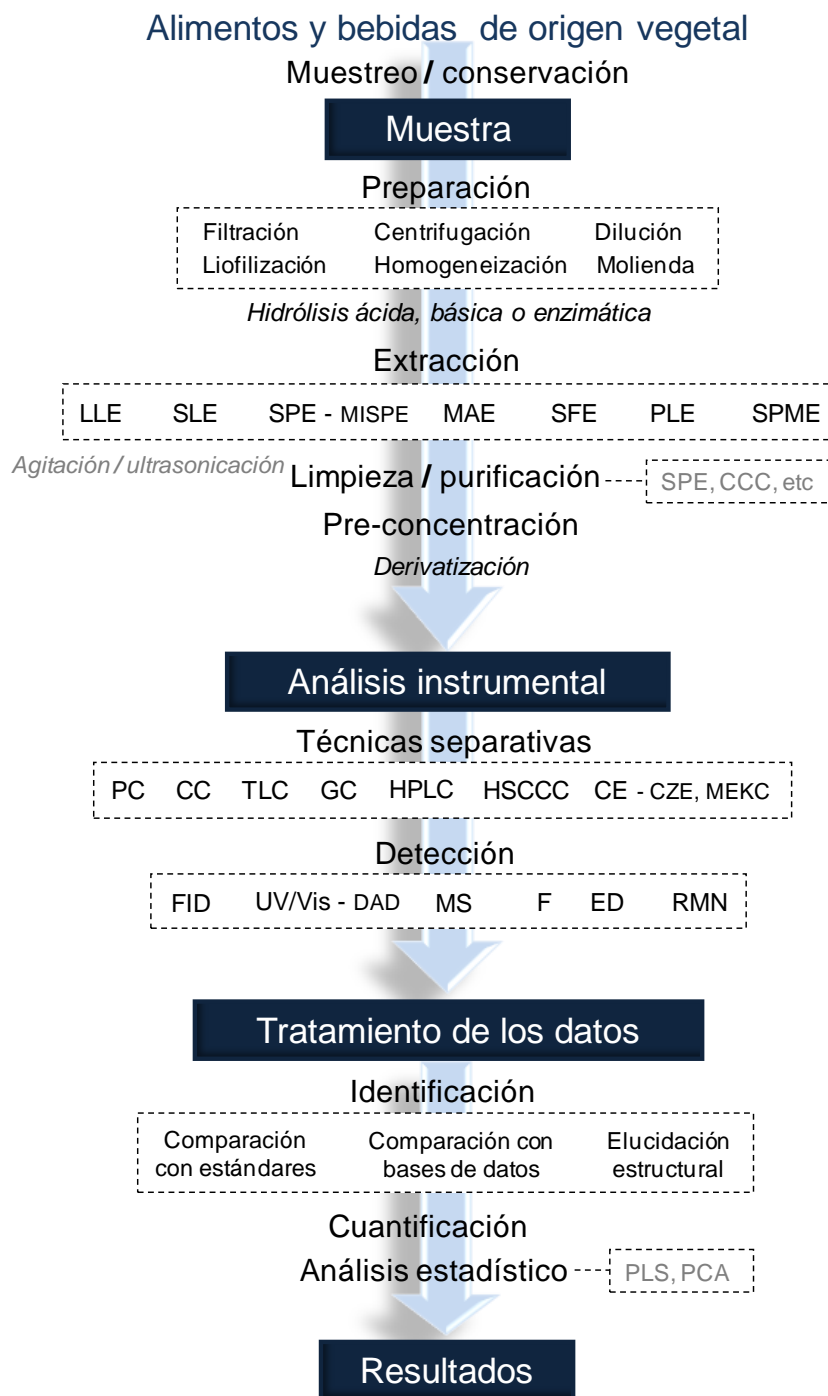 Alimentos y bebidas de origen vegetal
Muestreo / conservación
Muestra
Preparación
Filtración Centrifugación Dilución
Liofilización Homogeneización Molienda
Hidrólisis ácida, básica o enzimática
Extracción
LLE SLE SPE - MISPE MAE SFE PLE SPME
Agitación / ultrasonicación
Limpieza / purificación
SPE, CCC, etc
Pre-concentración
Derivatización
Análisis instrumental
Técnicas separativas
PC CC TLC GC HPLC HSCCC CE - CZE, MEKC
Detección
FID UV/Vis - DAD MS F ED RMN
Tratamiento de los datos
Identificación
Comparación
con estándares
Comparación con
bases de datos
Elucidación
estructural
Cuantificación
Análisis estadístico
PLS, PCA
Resultados